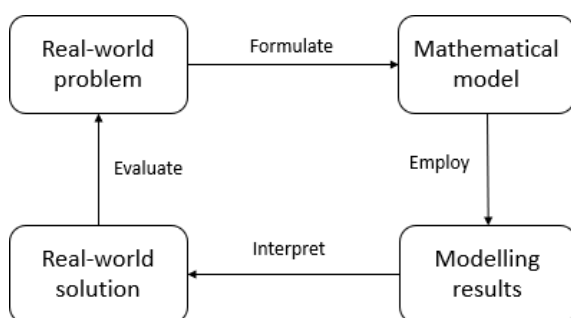 Real-world
problem
Formulate
Mathematical
model
Evaluate
Employ
Real-world
solution
Interpret
Modelling
results